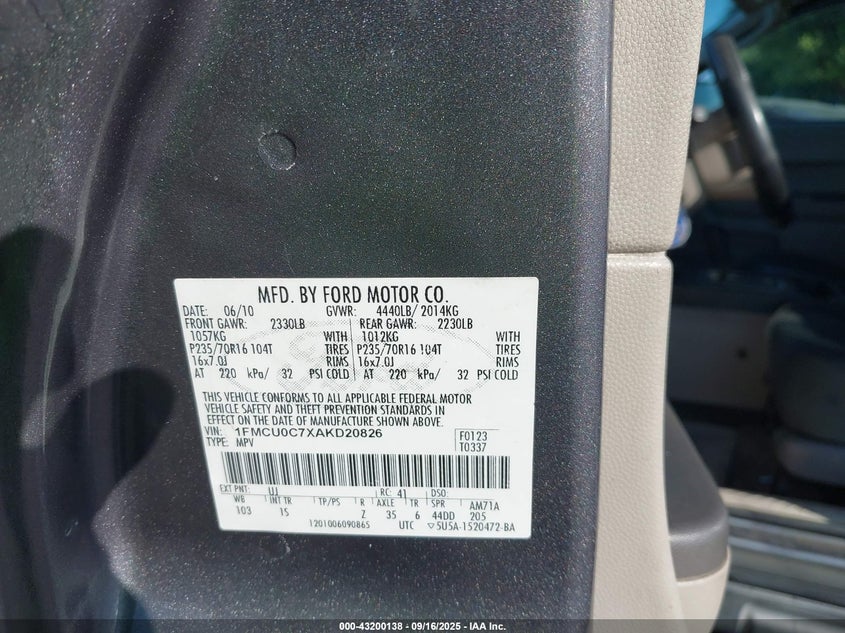 MFD. BY FORD MOTOR CO.
DATE: 06/10 GVWR: 4440LB/ 2014KG
FRONT GAWR: 2330LB REAR GAWR: 2230LB
1057KG WITH 1012KG WITH
P235/70R16 104T TIRES P235/70R16 104T TIRES
16x7.0J RIMS 16x7.0J RIMS
AT 220 kPa/ 32 PSI COLD AT 220 kPa/ 32 PSI COLD
THIS VEHICLE CONFORMS TO ALL APPLICABLE FEDERAL MOTOR
VEHICLE SAFETY AND THEFT PREVENTION STANDARDS IN
EFFECT ON THE DATE OF MANUFACTURE SHOWN ABOVE.
VIN: 1FMCU0C7XAKD20826 F0123
TYPE: MPV T0337
EXT PNT: UJ RC: 41 DSO:
WB INT TR TP/PS R AXLE TR SPR AM71A
103 IS Z 35 6 44DD 205
1201006090865 UTC ▽5U5A-1520472-BA
000-43200138 - 09/16/2025 - IAA Inc.